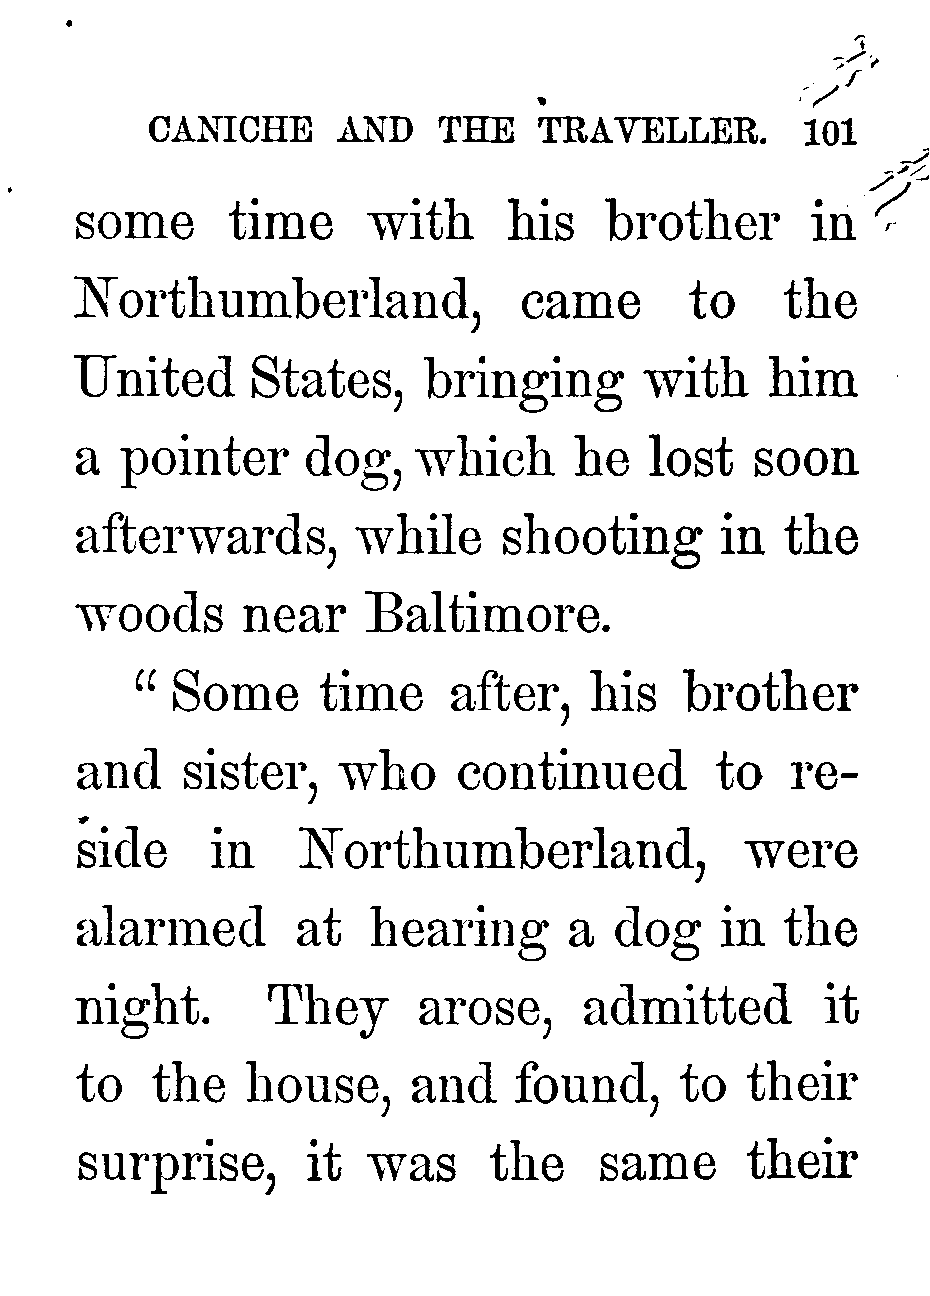 CANICHE AND THE TRAVELLER. 101
some time with his brother in
Northumberland, came to the
United States, bringing with him
a pointer dog, which he lost soon
afterwards, while shooting in the
woods near Baltimore.
“Some time after, his brother
and sister, who continued to re-
side in Northumberland, were
alarmed at hearing a dog in the
night. They arose, admitted it
to the house, and found, to their
surprise, it was the same their